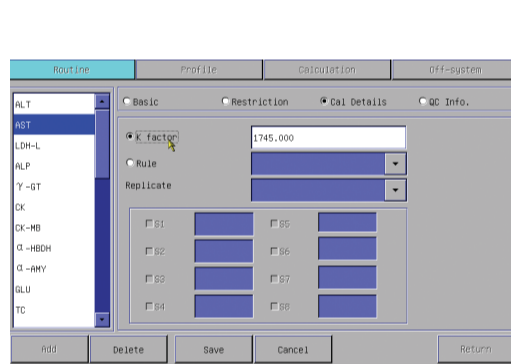 Routine Profile Calculation Off-system
ALT
AST
LDH-L
ALP
γ-GT
CK
CK-MB
α-HBDH
α-AMY
GLU
TC
Basic Restriction Cal Details QC Info.
K factor 1745.000
Rule
Replicate
S1 S5
S2 S6
S3 S7
S4 S8
Add Delete Save Cancel Return